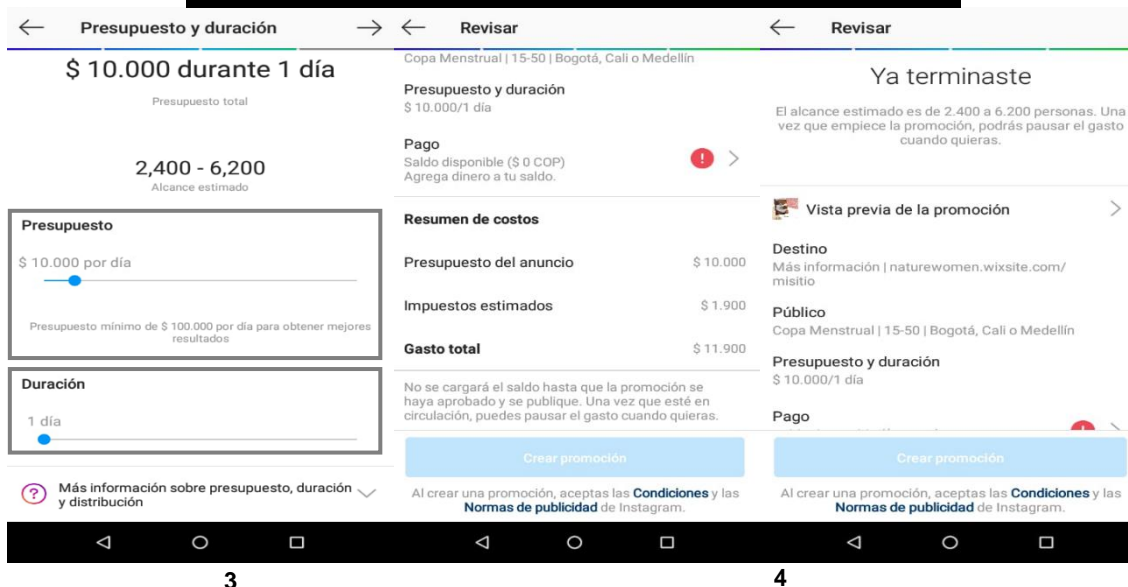 Presupuesto y duración
$ 10.000 durante 1 día
Presupuesto total
2,400 - 6,200
Alcance estimado
Presupuesto
$ 10.000 por día
Presupuesto mínimo de $ 100.000 por día para obtener mejores
resultados
Duración
1 día
Más información sobre presupuesto, duración
y distribución
3
Revisar
Copa Menstrual | 15-50 | Bogotá, Cali o Medellín
Presupuesto y duración
$ 10.000/1 día
Pago
Saldo disponible ($ 0 COP)
Agrega dinero a tu saldo.
Resumen de costos
Presupuesto del anuncio $ 10.000
Impuestos estimados $ 1.900
Gasto total $ 11.900
No se cargará el saldo hasta que la promoción se
haya aprobado y se publique. Una vez que esté en
circulación, puedes pausar el gasto cuando quieras.
Crear promoción
Al crear una promoción, aceptas las Condiciones y las
Normas de publicidad de Instagram.
Revisar
Ya terminaste
El alcance estimado es de 2.400 a 6.200 personas. Una
vez que empiece la promoción, podrás pausar el gasto
cuando quieras.
Vista previa de la promoción
Destino
Más información | naturewomen.wixsite.com/
misitio
Público
Copa Menstrual | 15-50 | Bogotá, Cali o Medellín
Presupuesto y duración
$ 10.000/1 día
Pago
Crear promoción
Al crear una promoción, aceptas las Condiciones y las
Normas de publicidad de Instagram.
4